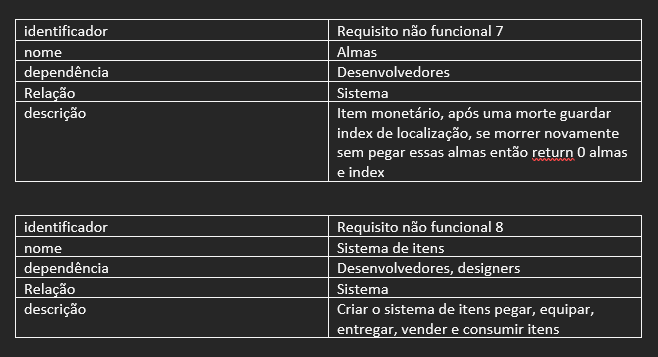 identificador Requisito não funcional 7
nome Almas
dependência Desenvolvedores
Relação Sistema
descrição Item monetário, após uma morte guardar
index de localização, se morrer novamente
sem pegar essas almas então return 0 almas
e index
identificador Requisito não funcional 8
nome Sistema de itens
dependência Desenvolvedores, designers
Relação Sistema
descrição Criar o sistema de itens pegar, equipar,
entregar, vender e consumir itens